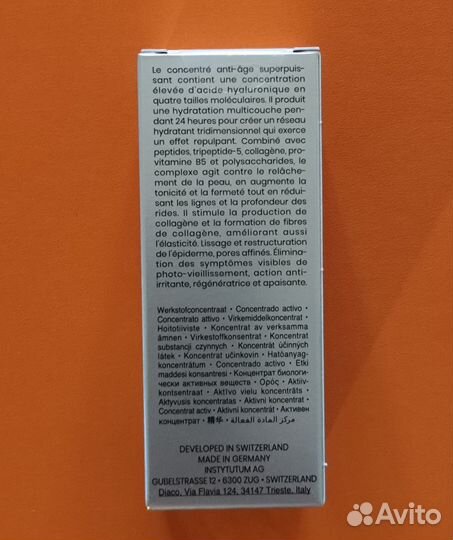 Le concentré anti-âge superpuis-
sant contient une concentration
élevée d'acide hyaluronique en
quatre tailles moléculaires. Il produit
une hydratation multicouche pen-
dant 24 heures pour créer un réseau
hydratant tridimensionnel qui exerce
un effet repulpant. Combiné avec
peptides, tripeptide-5, collagène, pro-
vitamine B5 et polysaccharides, le
complexe agit contre le relâche-
ment de la peau, en augmente la
tonicité et la fermeté tout en rédui-
sant les lignes et la profondeur des
rides. Il stimule la production de
collagène et la formation de fibres
de collagène, améliorant aussi
l'élasticité. Lissage et restructuration
de l'épiderme, pores affinés. Élimina-
tion des symptômes visibles de
photo-vieillissement, action anti-
irritante, régénératrice et apaisante.
Werkstofconcentraat • Concentrado activo •
Concentrato attivo • Virkemiddelkoncentrat •
Hoitotiiviste • Koncentrat av verksamma
ämnen • Virkestoffkonsentrat • Koncentrat
substancji czynnych • Koncentrát účinných
látek • Koncentrat učinkovin • Hatóanyag-
koncentrátum • Concentrado activo • Etki
maddesi konsantresi • Концентрат биологи-
чески активных веществ • Ορός • Aktiiv-
kontsentraat • Aktīvo vielu koncentrāts •
Aktyvusis koncentratas • Aktivni koncentrat •
Concentrat activ • Aktívni koncentrát • Активен
концентрат • 精华 • مركز المادة الفعالة
DEVELOPED IN SWITZERLAND
MADE IN GERMANY
INSTYTUTUM AG
GUBELSTRASSE 12 • 6300 ZUG • SWITZERLAND
Diaco, Via Flavia 124, 34147 Trieste, Italy
Avito